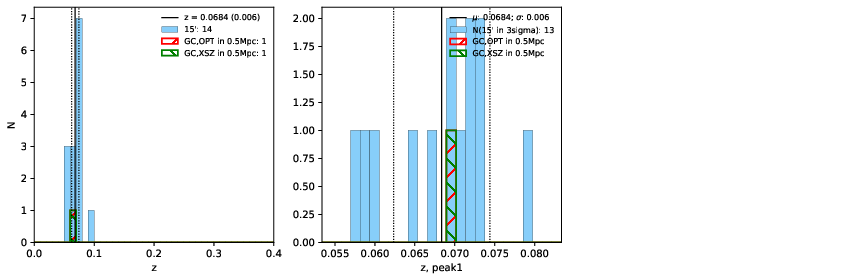 z = 0.0684 (0.006)
15': 14
GC,OPT in 0.5Mpc: 1
GC,XSZ in 0.5Mpc: 1
N
7
6
5
4
3
2
1
0
0.0 0.1 0.2 0.3 0.4
z
μ: 0.0684; σ: 0.006
N(15' in 3sigma): 13
GC,OPT in 0.5Mpc
GC,XSZ in 0.5Mpc
2.00
1.75
1.50
1.25
1.00
0.75
0.50
0.25
0.00
0.055 0.060 0.065 0.070 0.075 0.080
z, peak1